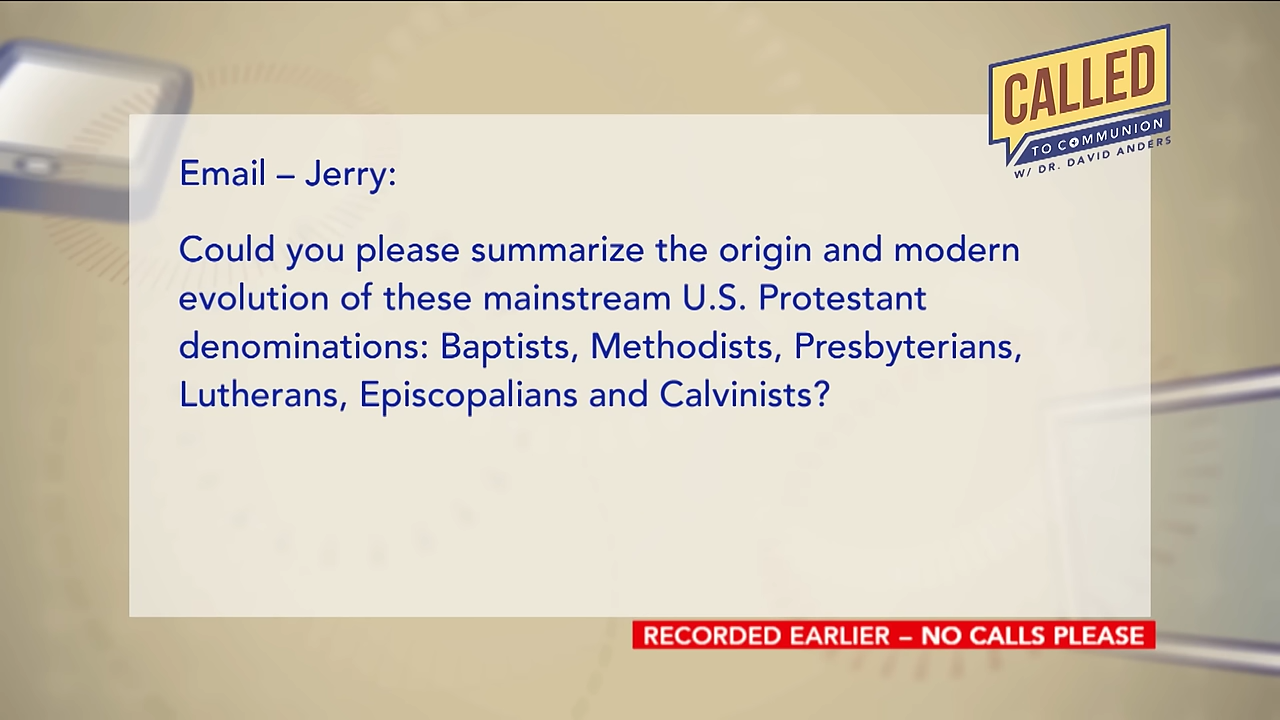 CALLED
TO COMMUNION
W/ DR. DAVID ANDERS
Email – Jerry:
Could you please summarize the origin and modern
evolution of these mainstream U.S. Protestant
denominations: Baptists, Methodists, Presbyterians,
Lutherans, Episcopalians and Calvinists?
RECORDED EARLIER – NO CALLS PLEASE